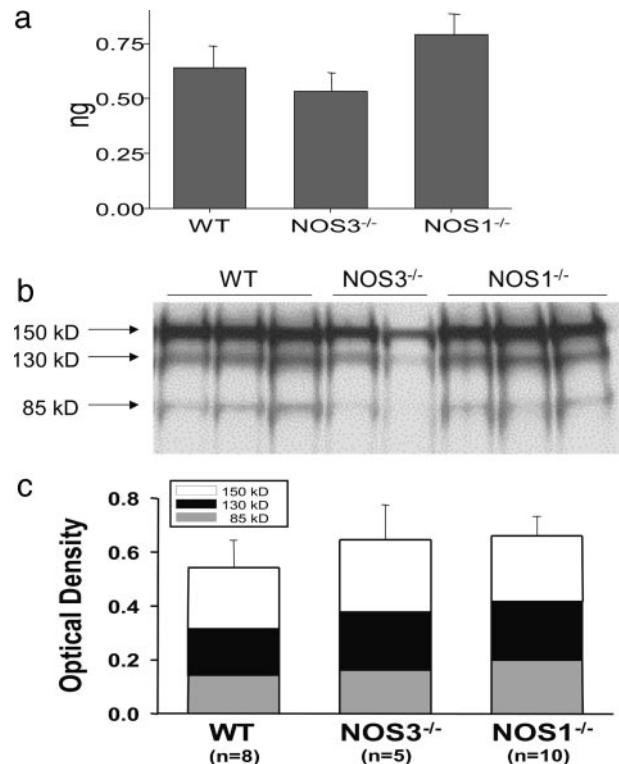 a
0.75
0.50
0.25
0.00
ng
WT NOS3-/- NOS1-/-
b
WT NOS3-/- NOS1-/-
150 kD
130 kD
85 kD
c
0.8
0.6
0.4
0.2
0.0
Optical Density
150 kD
130 kD
85 kD
WT NOS3-/- NOS1-/-
(n=8) (n=5) (n=10)